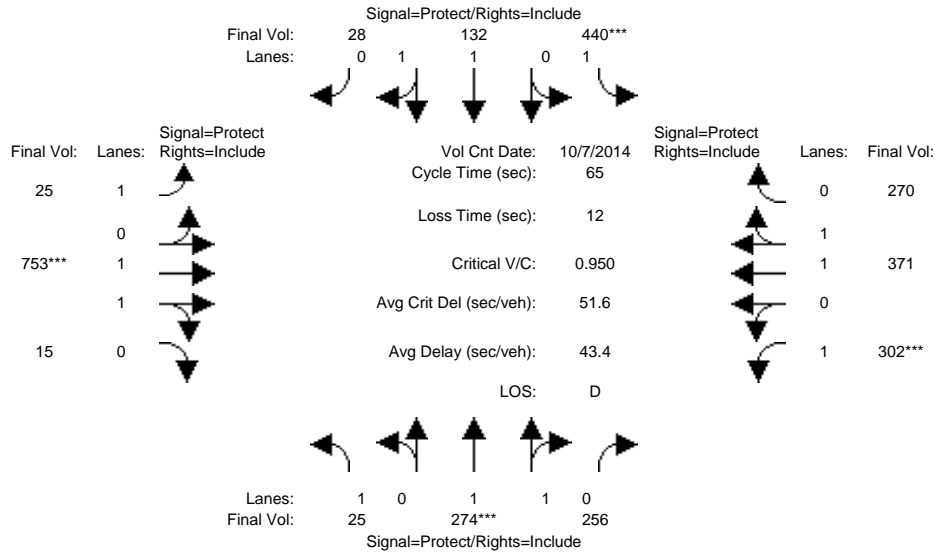 Signal=Protect/Rights=Include
Final Vol: 28 132 440***
Lanes: 0 1 1 0 1
Signal=Protect
Final Vol: Lanes: Rights=Include
Vol Cnt Date: 10/7/2014
Signal=Protect
Rights=Include Lanes: Final Vol:
Cycle Time (sec): 65
25 1
0 270
Loss Time (sec): 12
0
1
753*** 1
Critical V/C: 0.950
1 371
1
Avg Crit Del (sec/veh): 51.6
0
15 0
Avg Delay (sec/veh): 43.4
1 302***
LOS: D
Lanes: 1 0 1 1 0
Final Vol: 25 274*** 256
Signal=Protect/Rights=Include